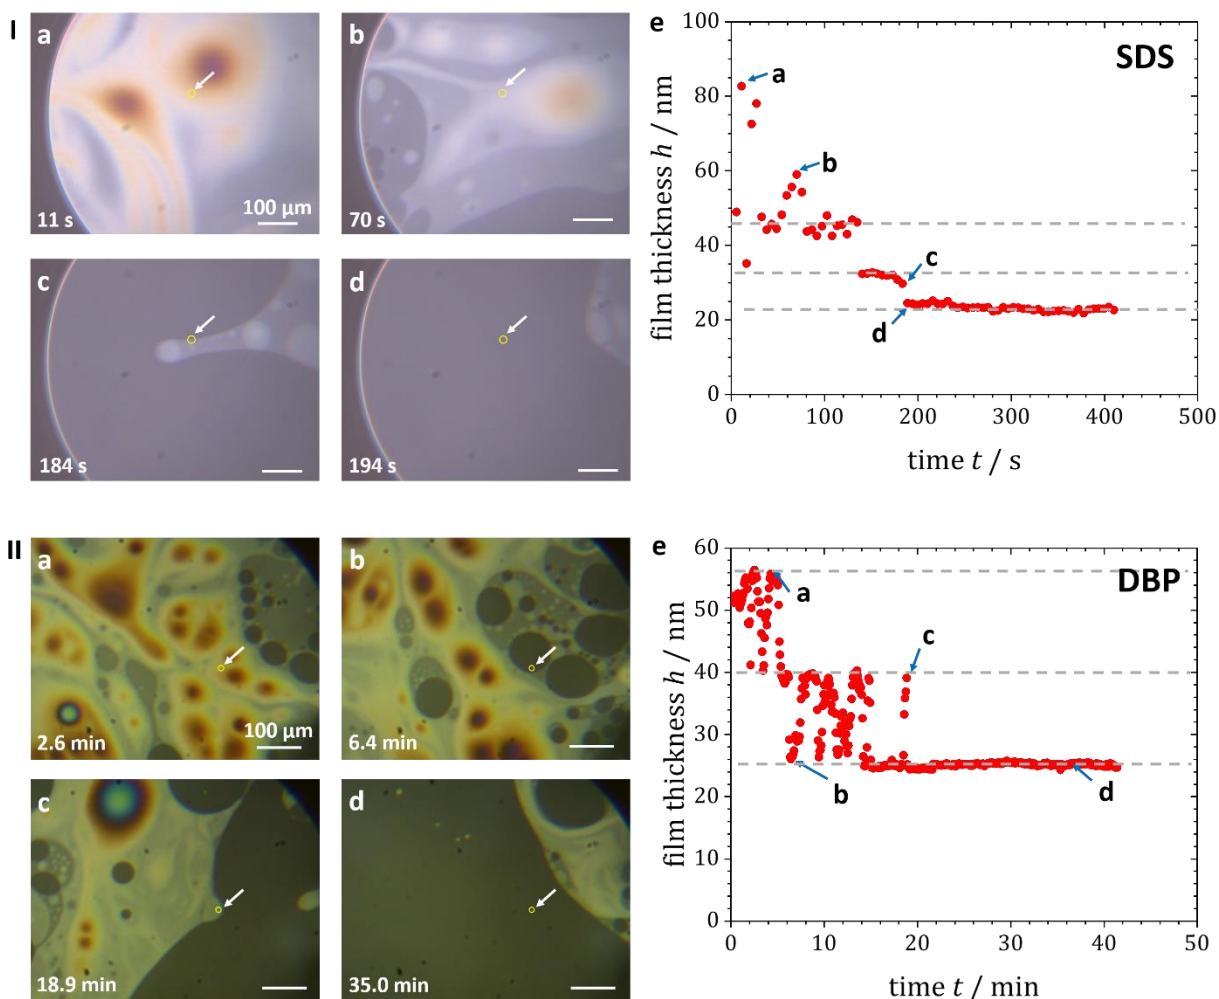 I
a
11 s
100 µm
b
70 s
c
184 s
d
194 s
e
SDS
film thickness h / nm
100
80
60
40
20
0
a
b
c
d
0 100 200 300 400 500
time t / s
II
a
2.6 min
100 µm
b
6.4 min
c
18.9 min
d
35.0 min
e
DBP
film thickness h / nm
60
50
40
30
20
10
0
a
c
b
d
0 10 20 30 40 50
time t / min